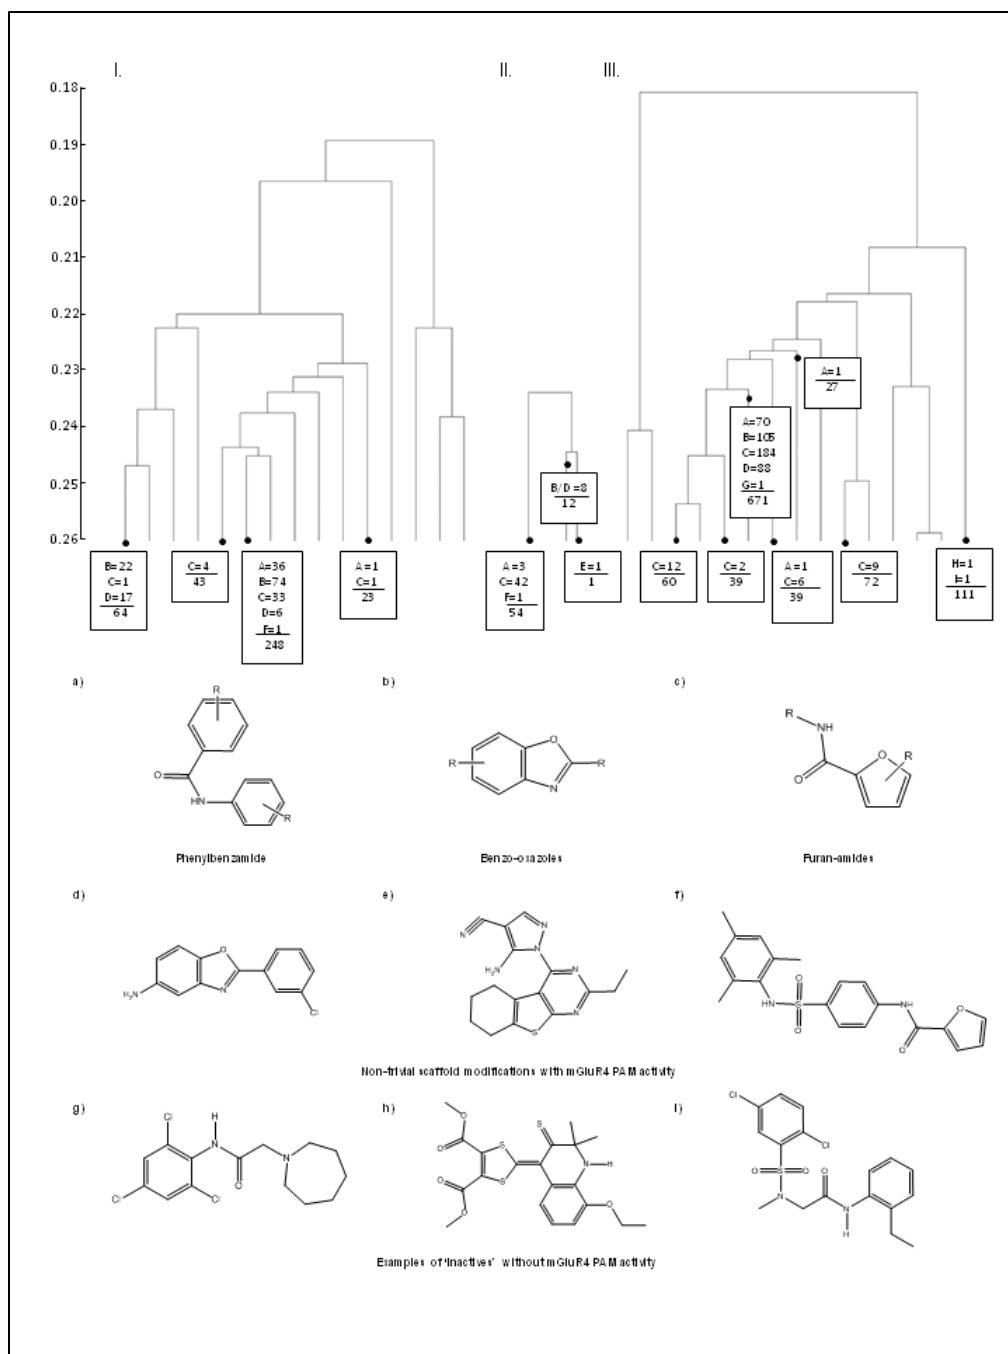 I. II. III.
0.18
0.19
0.20
0.21
0.22
0.23
0.24
0.25
0.26
B=22
C=1
D=17
64
C=4
43
A=36
B=74
C=33
D=6
F=1
248
A=1
C=1
23
A=3
C=42
F=1
54
B/D=8
12
E=1
1
C=12
60
C=2
39
A=70
B=105
C=184
D=88
G=1
671
A=1
27
A=1
C=6
39
C=9
72
H=1
I=1
111
a) b) c)
R
O
HN
R
R
O
N
R
R
NH
O
O
R
Phenylbenzamide Benzo-oxazoles Furan-amides
d) e) f)
H₂N
O
N
Cl
N
N
N
H₂N
N
N
S
HN
O
S
O
NH
O
O
Non-trivial scaffold modifications with mGluR4 PAM activity
g) h) i)
Cl
H
N
O
N
Cl
Cl
O
O
S
S
S
O
O
N
H
O
Cl
Cl
O
S
O
O
N
N
H
Examples of 'Inactives' without mGluR4 PAM activity